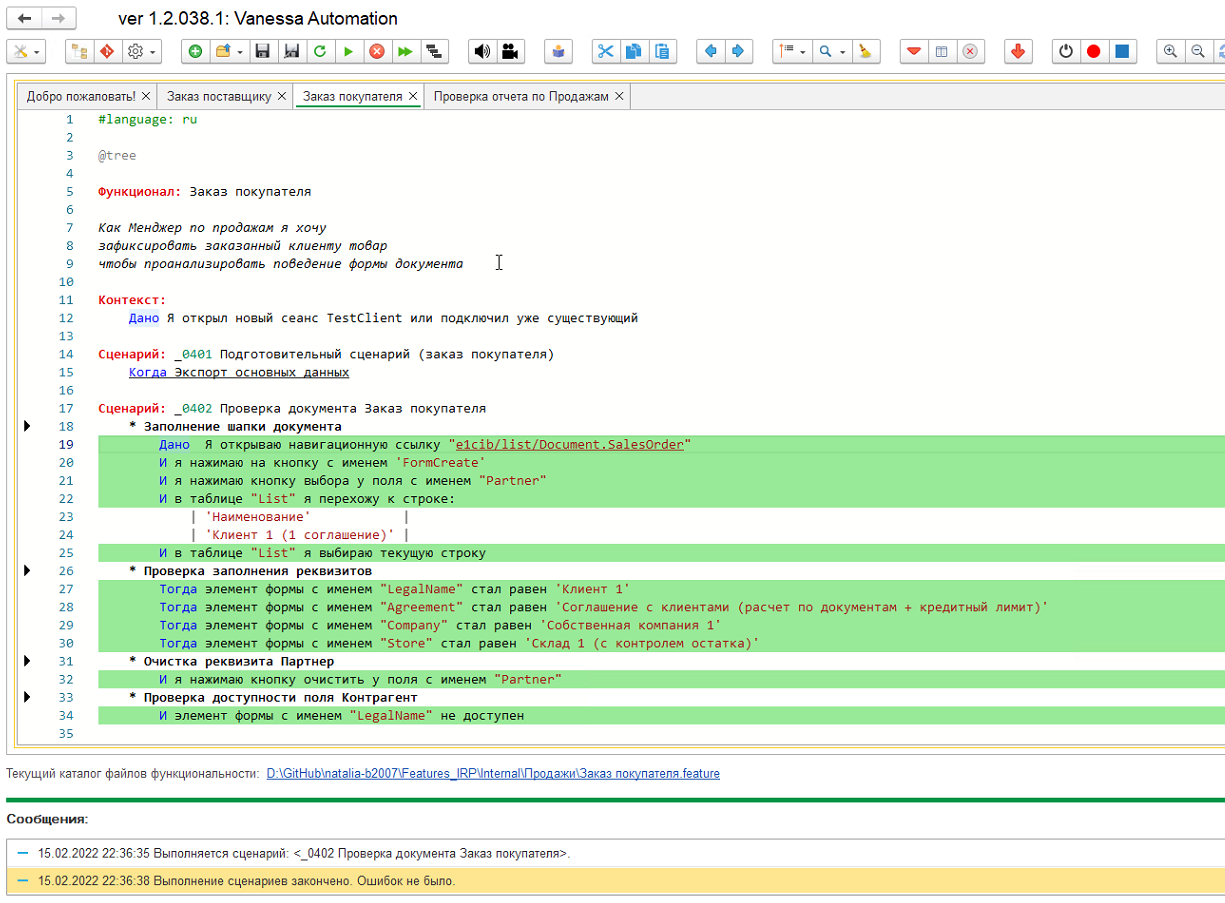 ver 1.2.038.1: Vanessa Automation
Добро пожаловать! Заказ поставщику Заказ покупателя Проверка отчета по Продажам
1 #language: ru
2
3 @tree
4
5 Функционал: Заказ покупателя
6
7 Как Менджер по продажам я хочу
8 зафиксировать заказанный клиенту товар
9 чтобы проанализировать поведение формы документа
10
11 Контекст:
12 Дано Я открыл новый сеанс TestClient или подключил уже существующий
13
14 Сценарий: _0401 Подготовительный сценарий (заказ покупателя)
15 Когда Экспорт основных данных
16
17 Сценарий: _0402 Проверка документа Заказ покупателя
18 * Заполнение шапки документа
19 Дано Я открываю навигационную ссылку "e1cib/list/Document.SalesOrder"
20 И я нажимаю на кнопку с именем 'FormCreate'
21 И я нажимаю кнопку выбора у поля с именем "Partner"
22 И в таблице "List" я перехожу к строке:
23 | 'Наименование' |
24 | 'Клиент 1 (1 соглашение)' |
25 И в таблице "List" я выбираю текущую строку
26 * Проверка заполнения реквизитов
27 Тогда элемент формы с именем "LegalName" стал равен 'Клиент 1'
28 Тогда элемент формы с именем "Agreement" стал равен 'Соглашение с клиентами (расчет по документам + кредитный лимит)'
29 Тогда элемент формы с именем "Company" стал равен 'Собственная компания 1'
30 Тогда элемент формы с именем "Store" стал равен 'Склад 1 (с контролем остатка)'
31 * Очистка реквизита Партнер
32 И я нажимаю кнопку очистить у поля с именем "Partner"
33 * Проверка доступности поля Контрагент
34 И элемент формы с именем "LegalName" не доступен
35
Текущий каталог файлов функциональности: D:\GitHub\natalia-b2007\Features_IRP\Internal\Продажи\Заказ покупателя.feature
Сообщения:
15.02.2022 22:36:35 Выполняется сценарий: <_0402 Проверка документа Заказ покупателя>.
15.02.2022 22:36:38 Выполнение сценариев закончено. Ошибок не было.